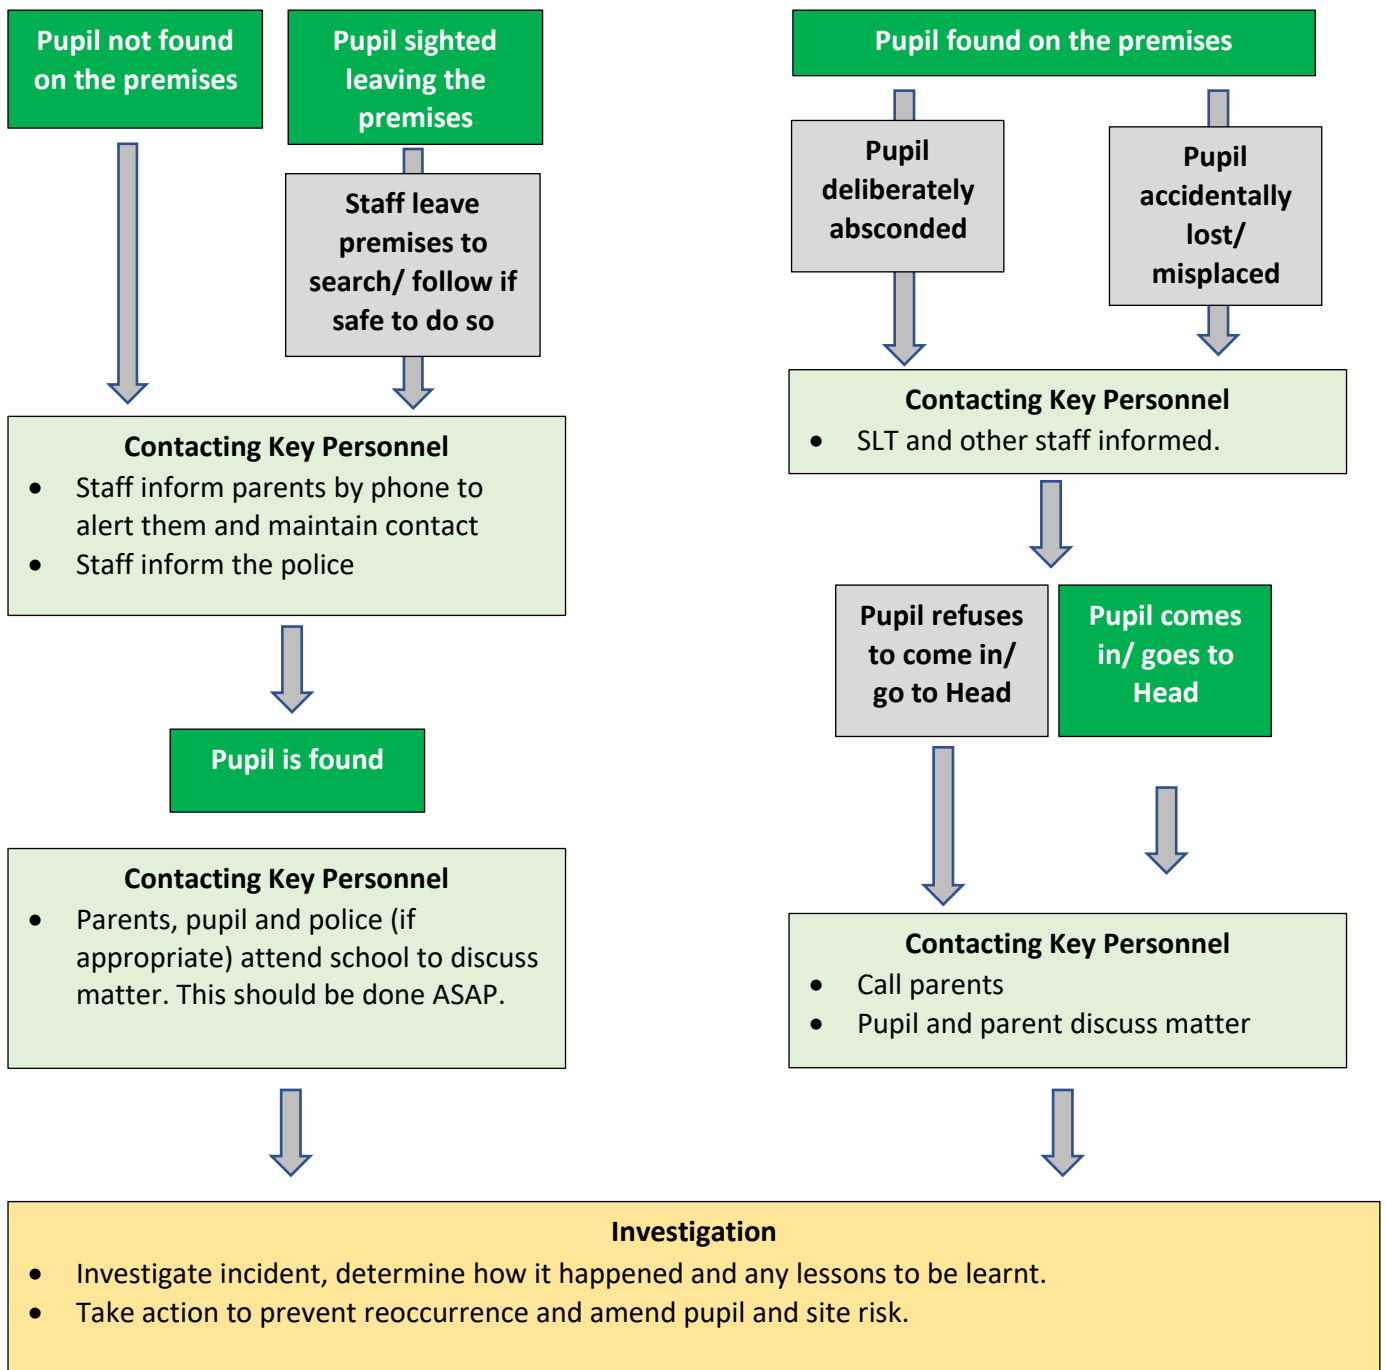 Pupil not found
on the premises
Pupil sighted
leaving the
premises
Staff leave
premises to
search/ follow if
safe to do so
Contacting Key Personnel
• Staff inform parents by phone to
alert them and maintain contact
• Staff inform the police
Pupil is found
Contacting Key Personnel
• Parents, pupil and police (if
appropriate) attend school to discuss
matter. This should be done ASAP.
Pupil found on the premises
Pupil
deliberately
absconded
Pupil
accidentally
lost/
misplaced
Contacting Key Personnel
• SLT and other staff informed.
Pupil refuses
to come in/
go to Head
Pupil comes
in/ goes to
Head
Contacting Key Personnel
• Call parents
• Pupil and parent discuss matter
Investigation
• Investigate incident, determine how it happened and any lessons to be learnt.
• Take action to prevent reoccurrence and amend pupil and site risk.